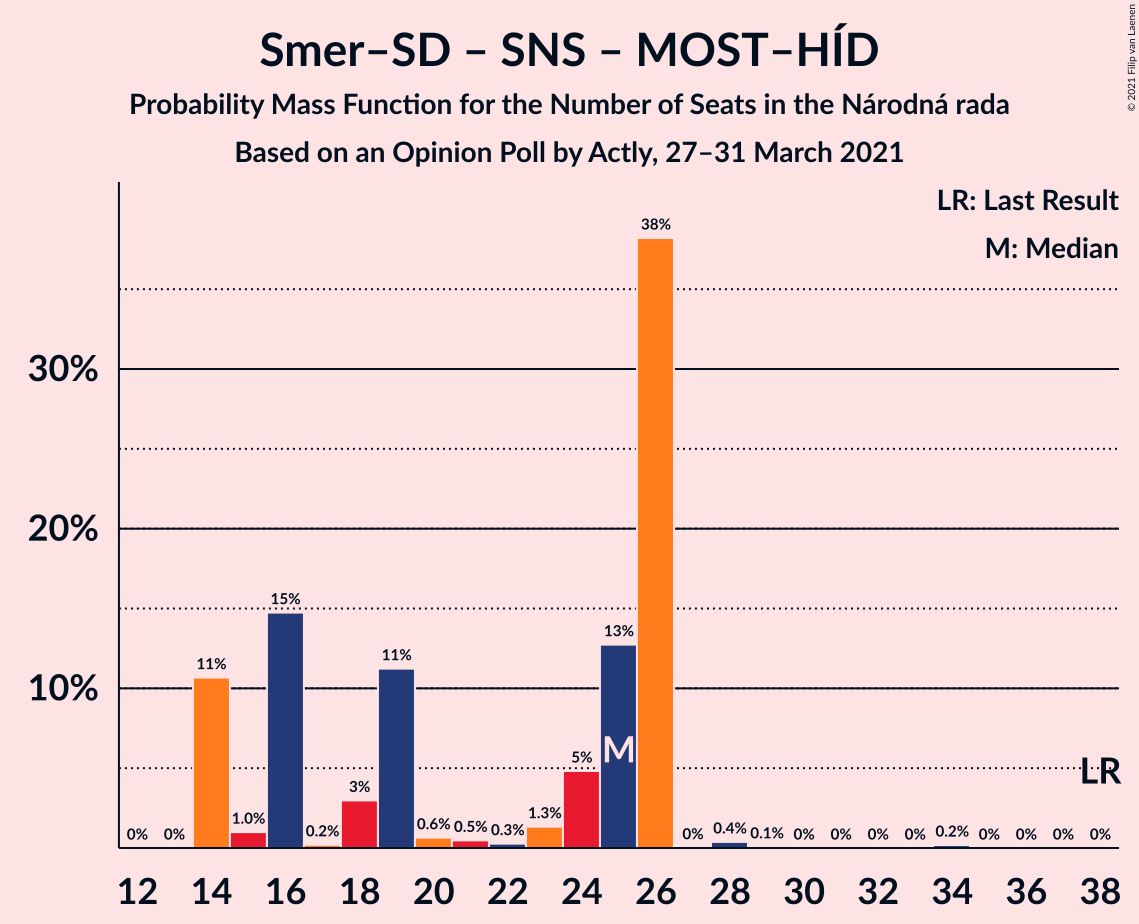 Smer–SD – SNS – MOST–HÍD
Probability Mass Function for the Number of Seats in the Národná rada
Based on an Opinion Poll by Actly, 27–31 March 2021
© 2021 Filip van Laenen
LR: Last Result
M: Median
38%
30%
20%
15%
13%
11%
11%
10%
M
5%
LR
3%
1.3%
1.0%
0% 0% 0.2% 0.6% 0.5% 0.3% 0% 0.4% 0.1% 0% 0% 0% 0% 0.2% 0% 0% 0% 0%
12 14 16 18 20 22 24 26 28 30 32 34 36 38